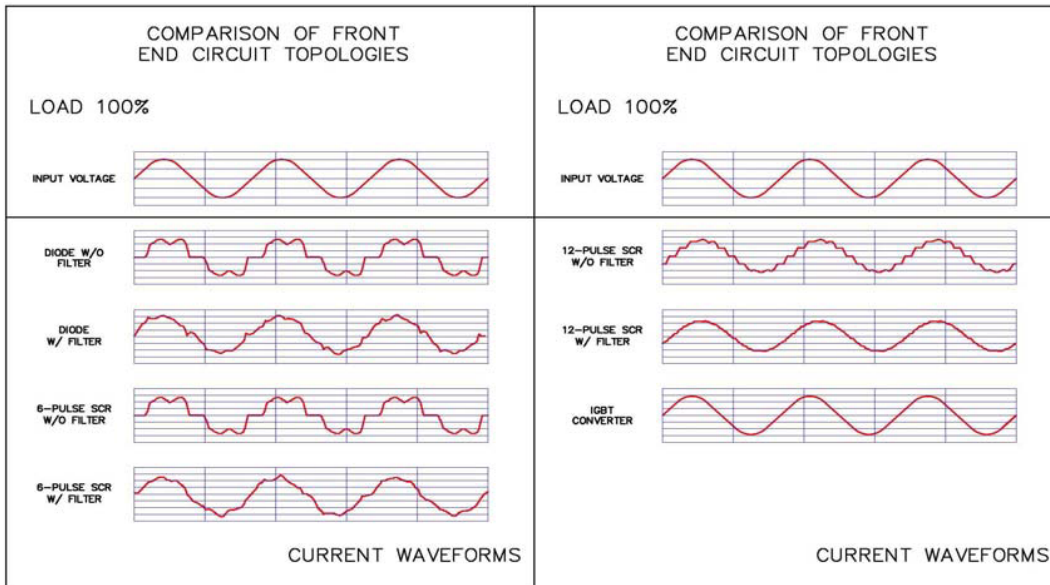 COMPARISON OF FRONT
END CIRCUIT TOPOLOGIES
LOAD 100%
INPUT VOLTAGE
DIODE W/O
FILTER
DIODE
W/ FILTER
6-PULSE SCR
W/O FILTER
6-PULSE SCR
W/ FILTER
CURRENT WAVEFORMS
COMPARISON OF FRONT
END CIRCUIT TOPOLOGIES
LOAD 100%
INPUT VOLTAGE
12-PULSE SCR
W/O FILTER
12-PULSE SCR
W/ FILTER
IGBT
CONVERTER
CURRENT WAVEFORMS